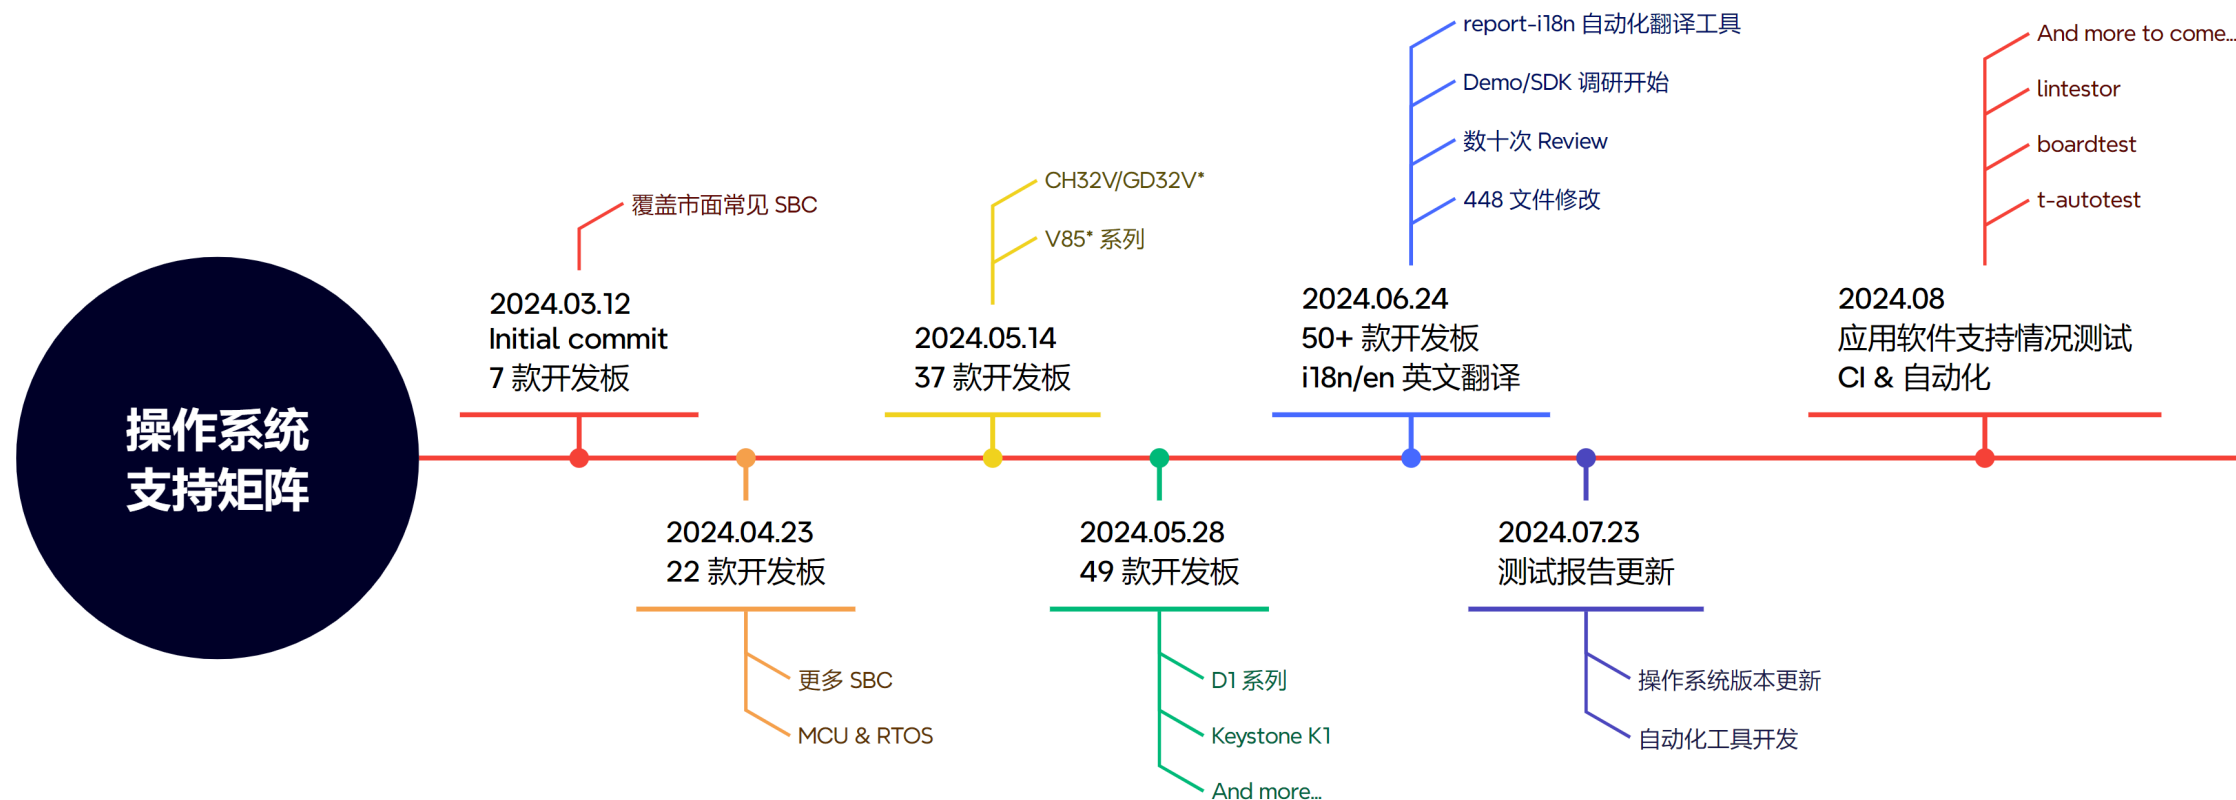 操作系统
支持矩阵
覆盖市面常见 SBC
2024.03.12
Initial commit
7 款开发板
2024.04.23
22 款开发板
更多 SBC
MCU & RTOS
CH32V/GD32V*
V85* 系列
2024.05.14
37 款开发板
2024.05.28
49 款开发板
D1 系列
Keystone K1
And more...
report-i18n 自动化翻译工具
Demo/SDK 调研开始
数十次 Review
448 文件修改
2024.06.24
50+ 款开发板
i18n/en 英文翻译
2024.07.23
测试报告更新
操作系统版本更新
自动化工具开发
And more to come...
lintestor
boardtest
t-autotest
2024.08
应用软件支持情况测试
CI & 自动化